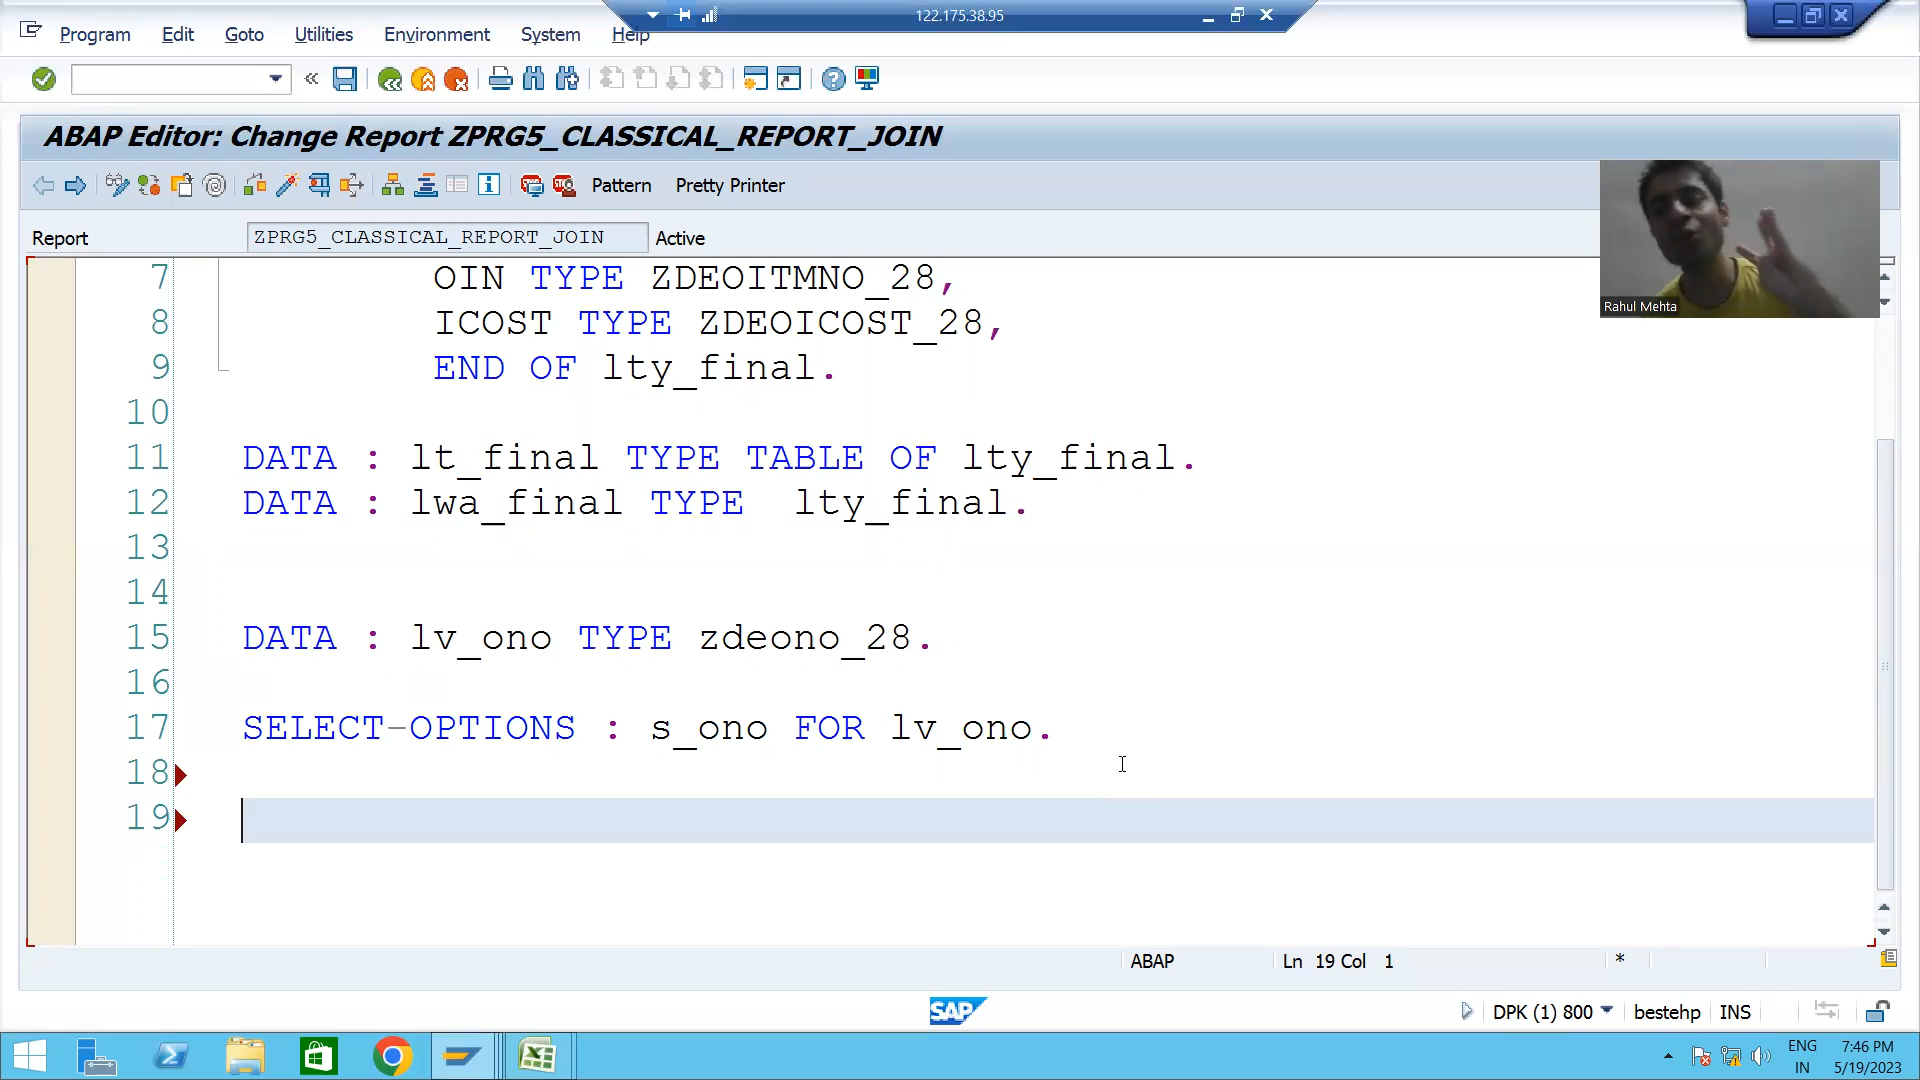 122.175.38.95
Program Edit Goto Utilities Environment System Help
ABAP Editor: Change Report ZPRG5_CLASSICAL_REPORT_JOIN
Pattern Pretty Printer
Report ZPRG5_CLASSICAL_REPORT_JOIN Active
Rahul Mehta
7 OIN TYPE ZDEOITMNO_28,
8 ICOST TYPE ZDEOICOST_28,
9 END OF lty_final.
10
11 DATA : lt_final TYPE TABLE OF lty_final.
12 DATA : lwa_final TYPE lty_final.
13
14
15 DATA : lv_ono TYPE zdeono_28.
16
17 SELECT-OPTIONS : s_ono FOR lv_ono.
18
19
ABAP Ln 19 Col 1 *
SAP DPK (1) 800 bestehp INS
ENG 7:46 PM
IN 5/19/2023